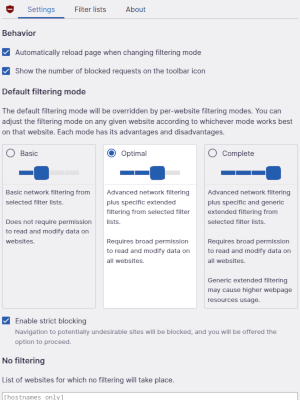 Settings
Filter lists
About
Behavior
Automatically reload page when changing filtering mode
Show the number of blocked requests on the toolbar icon
Default filtering mode
The default filtering mode will be overridden by per-website filtering modes. You can
adjust the filtering mode on any given website according to whichever mode works best
on that website. Each mode has its advantages and disadvantages.
Basic
Basic network filtering from
selected filter lists.
Does not require permission
to read and modify data on
websites.
Optimal
Advanced network filtering
plus specific extended
filtering from selected filter
lists.
Requires broad permission
to read and modify data on
all websites.
Complete
Advanced network filtering
plus specific and generic
extended filtering from
selected filter lists.
Requires broad permission
to read and modify data on
all websites.
Generic extended filtering
may cause higher webpage
resources usage.
Enable strict blocking
Navigation to potentially undesirable sites will be blocked, and you will be offered the
option to proceed.
No filtering
List of websites for which no filtering will take place.
[hostnames only]